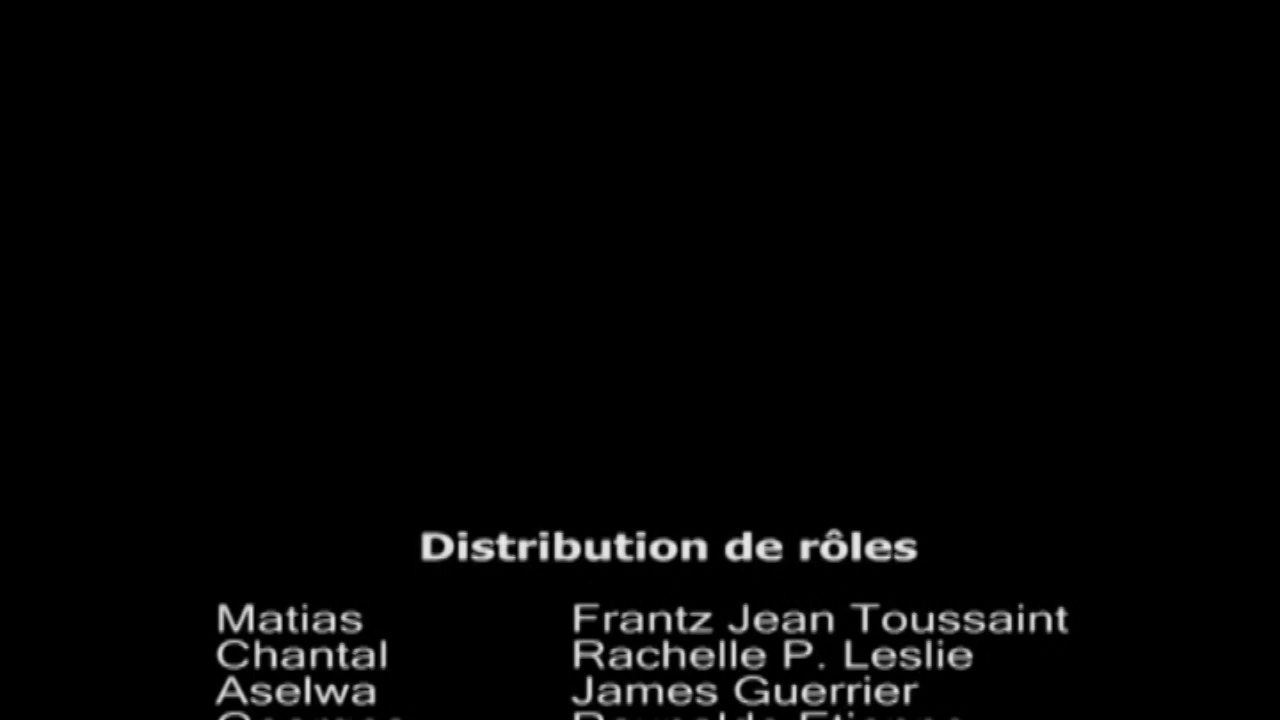 Distribution de rôles
Matias Frantz Jean Toussaint
Chantal Rachelle P. Leslie
Aselwa James Guerrier